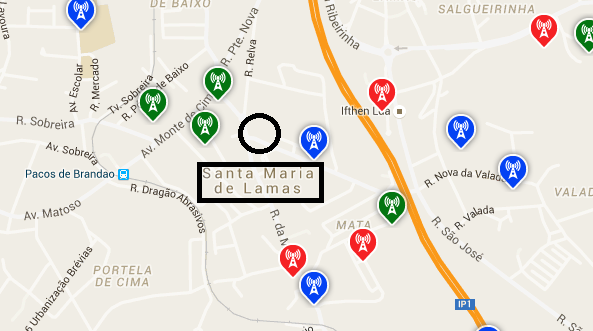 Lavoura
DE BAIXO
R. Pte. Nova
R. Relva
Ribeirinha
SALGUEIRINHA
Av. Escolar
R. Mercado
Tv. Sobreira
de Baixo
Ifthen Lda
R. Sobreira
Av. Monte de Cima
Av. Sobreira
Pacos de Brandao
Santa Maria
de Lamas
R. Nova da Valada
VALAD
R. Dragão Abrasivos
Av. Matoso
R. Valada
MATA
R. São José
R. da M
PORTELA
DE CIMA
6 Urbanização Brévias
IP1